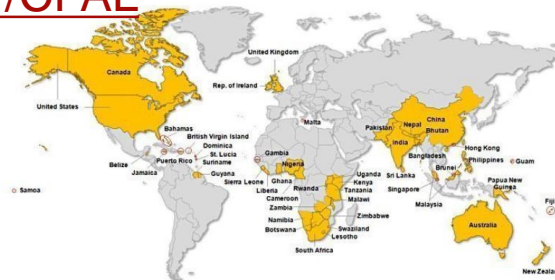 /OPAL
United Kingdom
Canada
Rep. of Ireland
United States
Malta
Pakistan
Nepal
China
Bhutan
India
Bahamas
British Virgin Island
Dominica
St. Lucia
Suriname
Puerto Rico
Belize
Jamaica
Guyana
Gambia
Nigeria
Sierra Leone
Ghana
Liberia
Cameroon
Rwanda
Uganda
Kenya
Tanzania
Malawi
Zambia
Namibia
Botswana
Zimbabwe
Swaziland
Lesotho
South Africa
Sri Lanka
Bangladesh
Brunei
Singapore
Malaysia
Hong Kong
Philippines
Guam
Papua New
Guinea
Samoa
Fiji
Australia
New Zeala